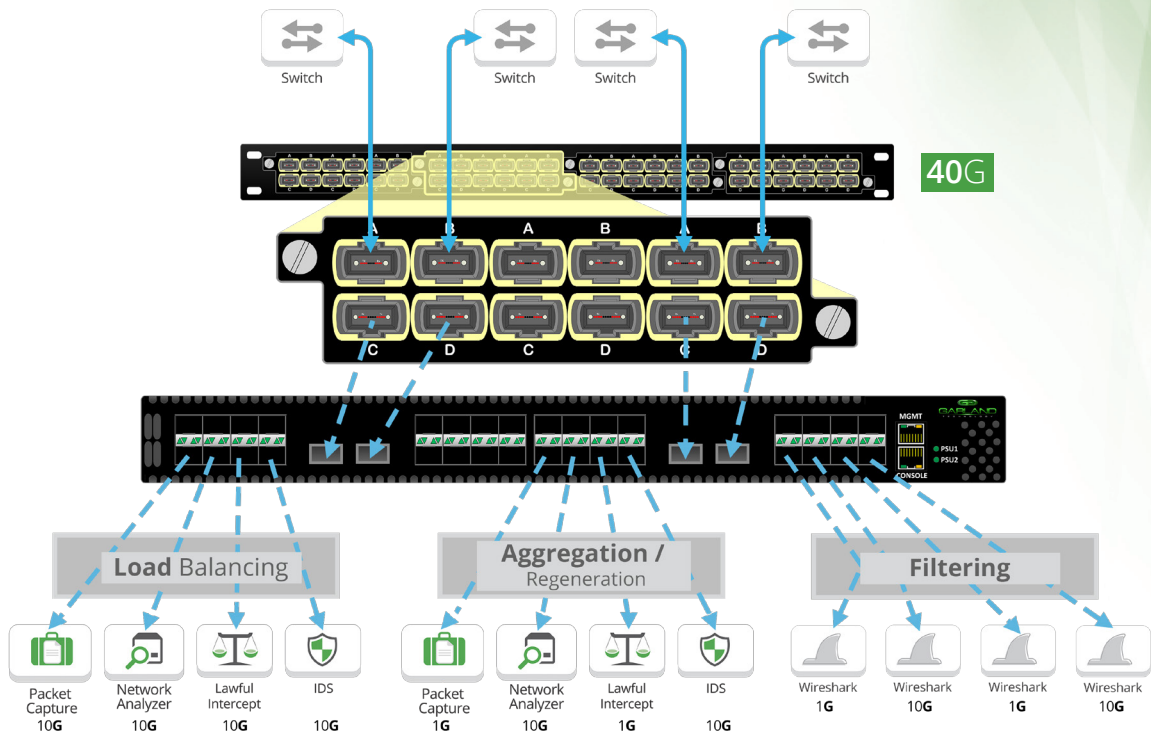 Switch
Switch
Switch
Switch
40G
A B A B A B
C D C D C D
GARLAND
MGMT
PSU1
PSU2
CONSOLE
Load Balancing
Aggregation /
Regeneration
Filtering
Packet
Capture
10G
Network
Analyzer
10G
Lawful
Intercept
10G
IDS
10G
Packet
Capture
1G
Network
Analyzer
10G
Lawful
Intercept
1G
IDS
10G
Wireshark
1G
Wireshark
10G
Wireshark
1G
Wireshark
10G